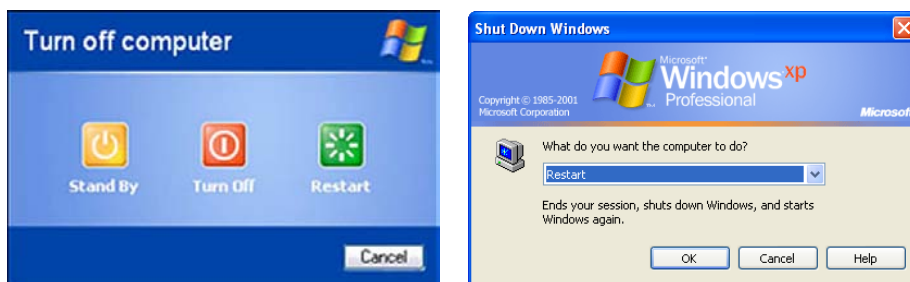 Turn off computer
Stand By
Turn Off
Restart
Cancel
Shut Down Windows
Microsoft
Windows xp
Professional
Copyright © 1985-2001
Microsoft Corporation
Microsoft
What do you want the computer to do?
Restart
Ends your session, shuts down Windows, and starts
Windows again.
OK
Cancel
Help